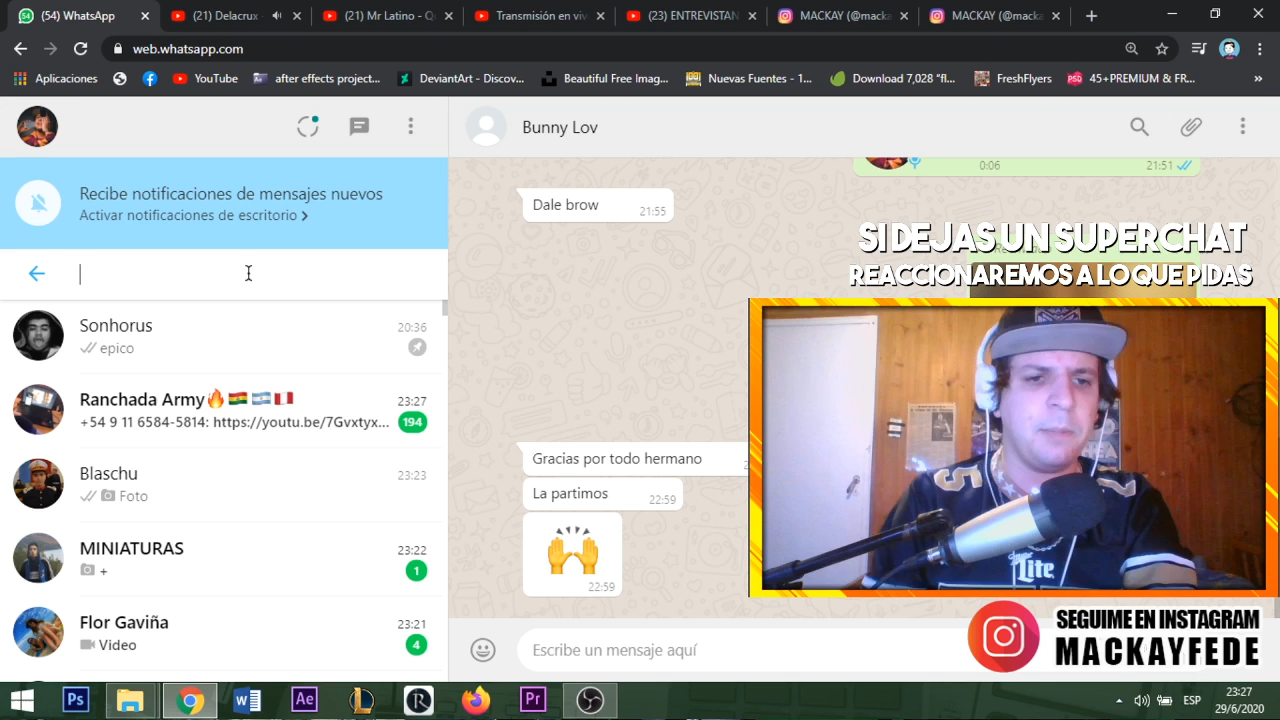 (54) WhatsApp
(21) Delacrux
(21) Mr Latino - Q
Transmisión en viv
(23) ENTREVISTAN
MACKAY (@macka
MACKAY (@macka
web.whatsapp.com
Aplicaciones
YouTube
after effects project...
DeviantArt - Discov...
Beautiful Free Imag...
Nuevas Fuentes - 1...
Download 7,028 "fl...
FreshFlyers
45+PREMIUM & FR...
Bunny Lov
Recibe notificaciones de mensajes nuevos
Activar notificaciones de escritorio
0:06 21:51
Dale brow 21:55
SI DEJAS UN SUPERCHAT
REACCIONAREMOS A LO QUE PIDAS
Sonhorus 20:36
epico
Ranchada Army 23:27
+54 9 11 6584-5814: https://youtu.be/7Gvxtyx... 194
Blaschu 23:23
Foto
MINIATURAS 23:22
+ 1
Flor Gaviña 23:21
Video 4
Gracias por todo hermano
La partimos 22:59
22:59
Lite
Escribe un mensaje aquí
SEGUIME EN INSTAGRAM
MACKAYFEDE
Ps
Ae
Pr
ESP
23:27
29/6/2020